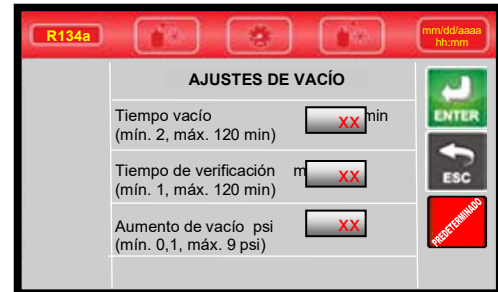 R134a
mm/dd/aaaa
hh:mm
AJUSTES DE VACÍO
Tiempo vacío XX min
(mín. 2, máx. 120 min)
ENTER
Tiempo de verificación m XX
(mín. 1, máx. 120 min)
ESC
Aumento de vacío psi XX
(mín. 0,1, máx. 9 psi)
PREDETERMINADO